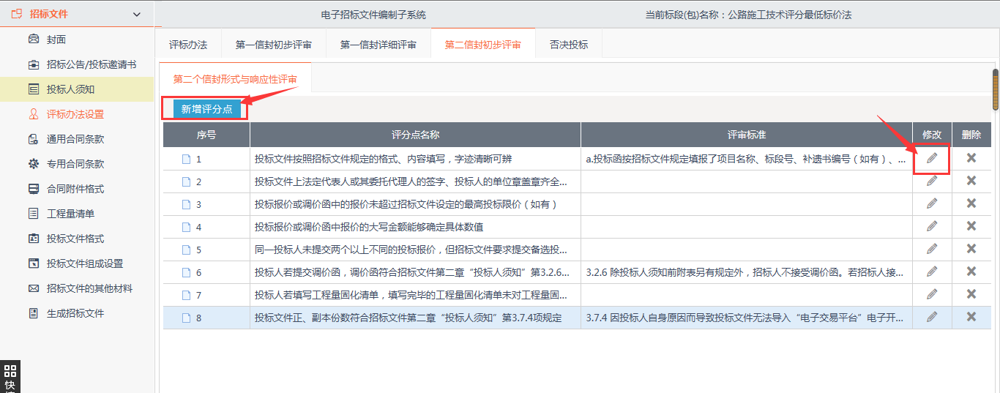 招标文件
电子招标文件编制子系统
当前标段(包)名称：公路施工技术评分最低标价法
封面
招标公告/投标邀请书
投标人须知
评标办法设置
通用合同条款
专用合同条款
合同附件格式
工程量清单
投标文件格式
投标文件组成设置
招标文件的其他材料
生成招标文件
快
评标办法 第一信封初步评审 第一信封详细评审 第二信封初步评审 否决投标
第二个信封形式与响应性评审
新增评分点
序号 评分点名称 评审标准 修改 删除
1 投标文件按照招标文件规定的格式、内容填写，字迹清晰可辨 a.投标函按招标文件规定填报了项目名称、标段号、补遗书编号（如有）、...
2 投标文件上法定代表人或其委托代理人的签字、投标人的单位章盖章齐全...
3 投标报价或调价函中的报价未超过招标文件设定的最高投标限价（如有）
4 投标报价或调价函中报价的大写金额能够确定具体数值
5 同一投标人未提交两个以上不同的投标报价，但招标文件要求提交备选投...
6 投标人若提交调价函，调价函符合招标文件第二章“投标人须知”第3.2.6... 3.2.6 除投标人须知前附表另有规定外，招标人不接受调价函。若招标人接...
7 投标人若填写工程量固化清单，填写完毕的工程量固化清单未对工程量固...
8 投标文件正、副本份数符合招标文件第二章“投标人须知”第3.7.4项规定 3.7.4 因投标人自身原因而导致投标文件无法导入“电子交易平台”电子开...